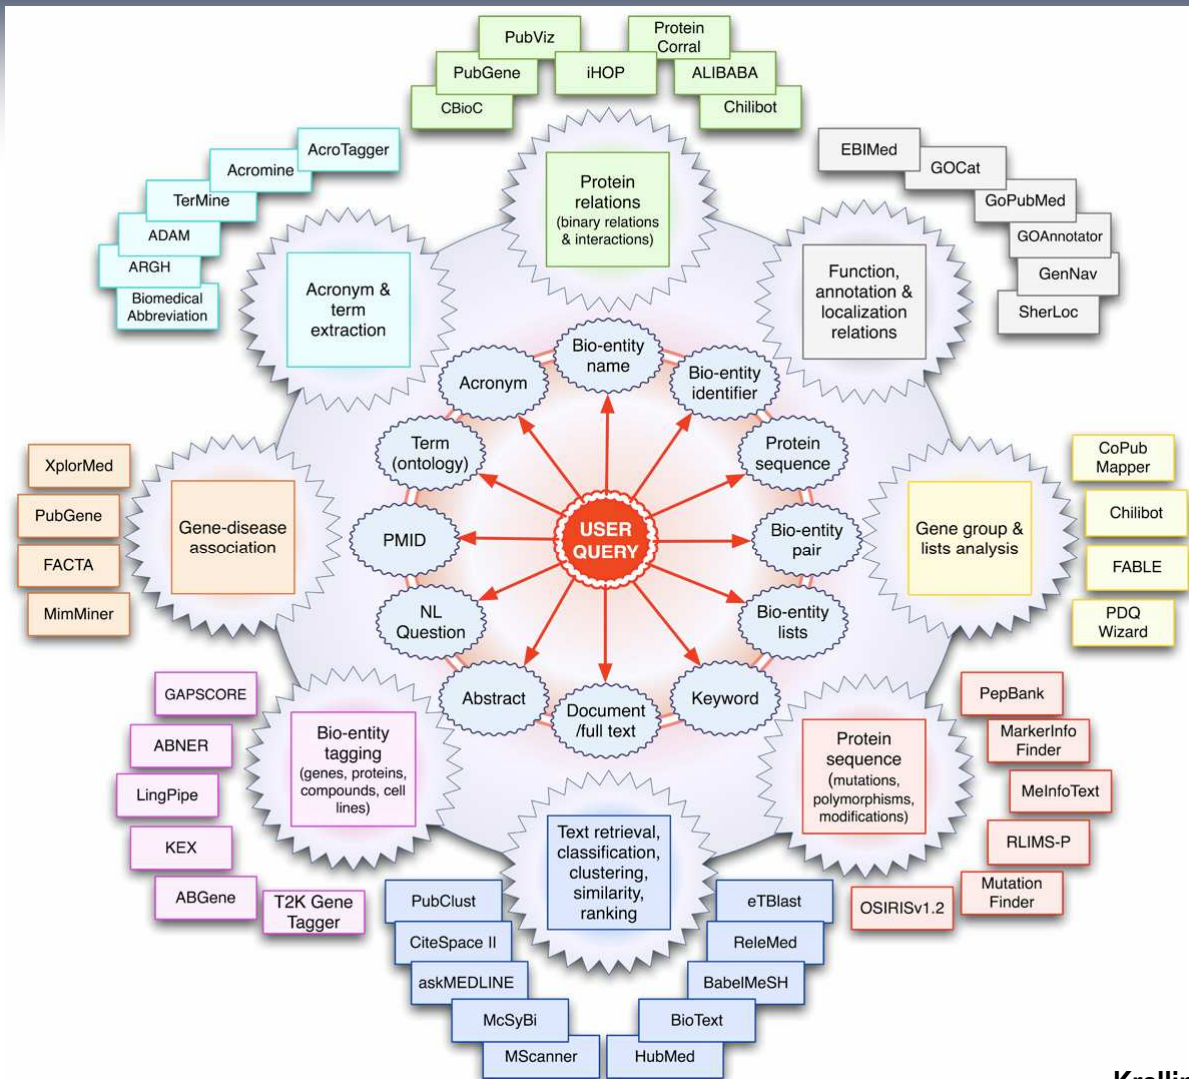 PubViz
Protein
Corral
PubGene
iHOP
ALIBABA
CBioC
Chilibot
AcroTagger
Acromine
TerMine
ADAM
ARGH
Biomedical
Abbreviation
EBIMed
GOCat
GoPubMed
GOAnnotator
GenNav
SherLoc
Protein
relations
(binary relations
& interactions)
Acronym &
term
extraction
Function,
annotation &
localization
relations
Bio-entity
name
Acronym
Bio-entity
identifier
Term
(ontology)
Protein
sequence
PMID
USER
QUERY
Bio-entity
pair
NL
Question
Bio-entity
lists
Abstract
Document
/full text
Keyword
XplorMed
PubGene
FACTA
MimMiner
Gene-disease
association
Gene group &
lists analysis
CoPub
Mapper
Chilibot
FABLE
PDQ
Wizard
GAPSCORE
ABNER
LingPipe
KEX
ABGene
T2K Gene
Tagger
Bio-entity
tagging
(genes, proteins,
compounds, cell
lines)
Text retrieval,
classification,
clustering,
similarity,
ranking
Protein
sequence
(mutations,
polymorphisms,
modifications)
PepBank
MarkerInfo
Finder
MeInfoText
RLIMS-P
Mutation
Finder
OSIRISv1.2
PubClust
CiteSpace II
askMEDLINE
McSyBi
MScanner
eTBlast
ReleMed
BabelMeSH
BioText
HubMed